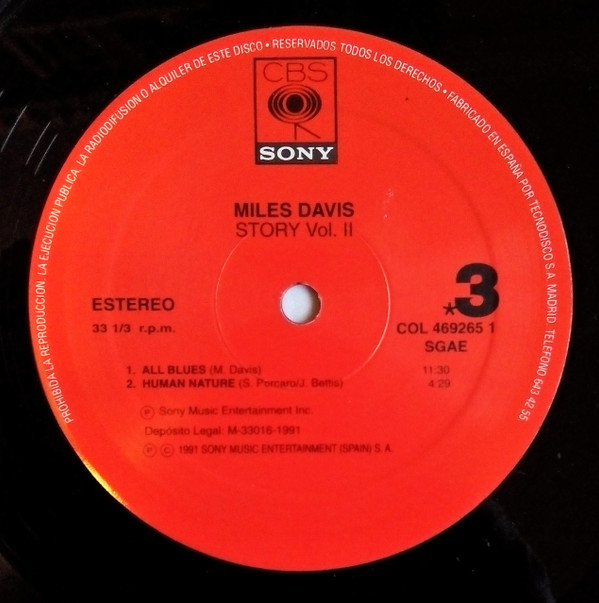 PROHIBIDA LA REPRODUCCION. LA EJECUCION PUBLICA. LA RADIODIFUSION O ALQUILER DE ESTE DISCO • RESERVADOS TODOS LOS DERECHOS • FABRICADO EN ESPAÑA POR TECNODISCO S.A. MADRID. TELEFONO 643 42 55
CBS
SONY
MILES DAVIS
STORY Vol. II
ESTEREO
33 1/3 r.p.m.
*3
COL 469265 1
SGAE
1. ALL BLUES (M. Davis) 11:30
2. HUMAN NATURE (S. Porcaro/J. Bettis) 4:29
Ⓟ Sony Music Entertainment Inc.
Depósito Legal: M-33016-1991
Ⓟ Ⓒ 1991 SONY MUSIC ENTERTAINMENT (SPAIN) S. A.